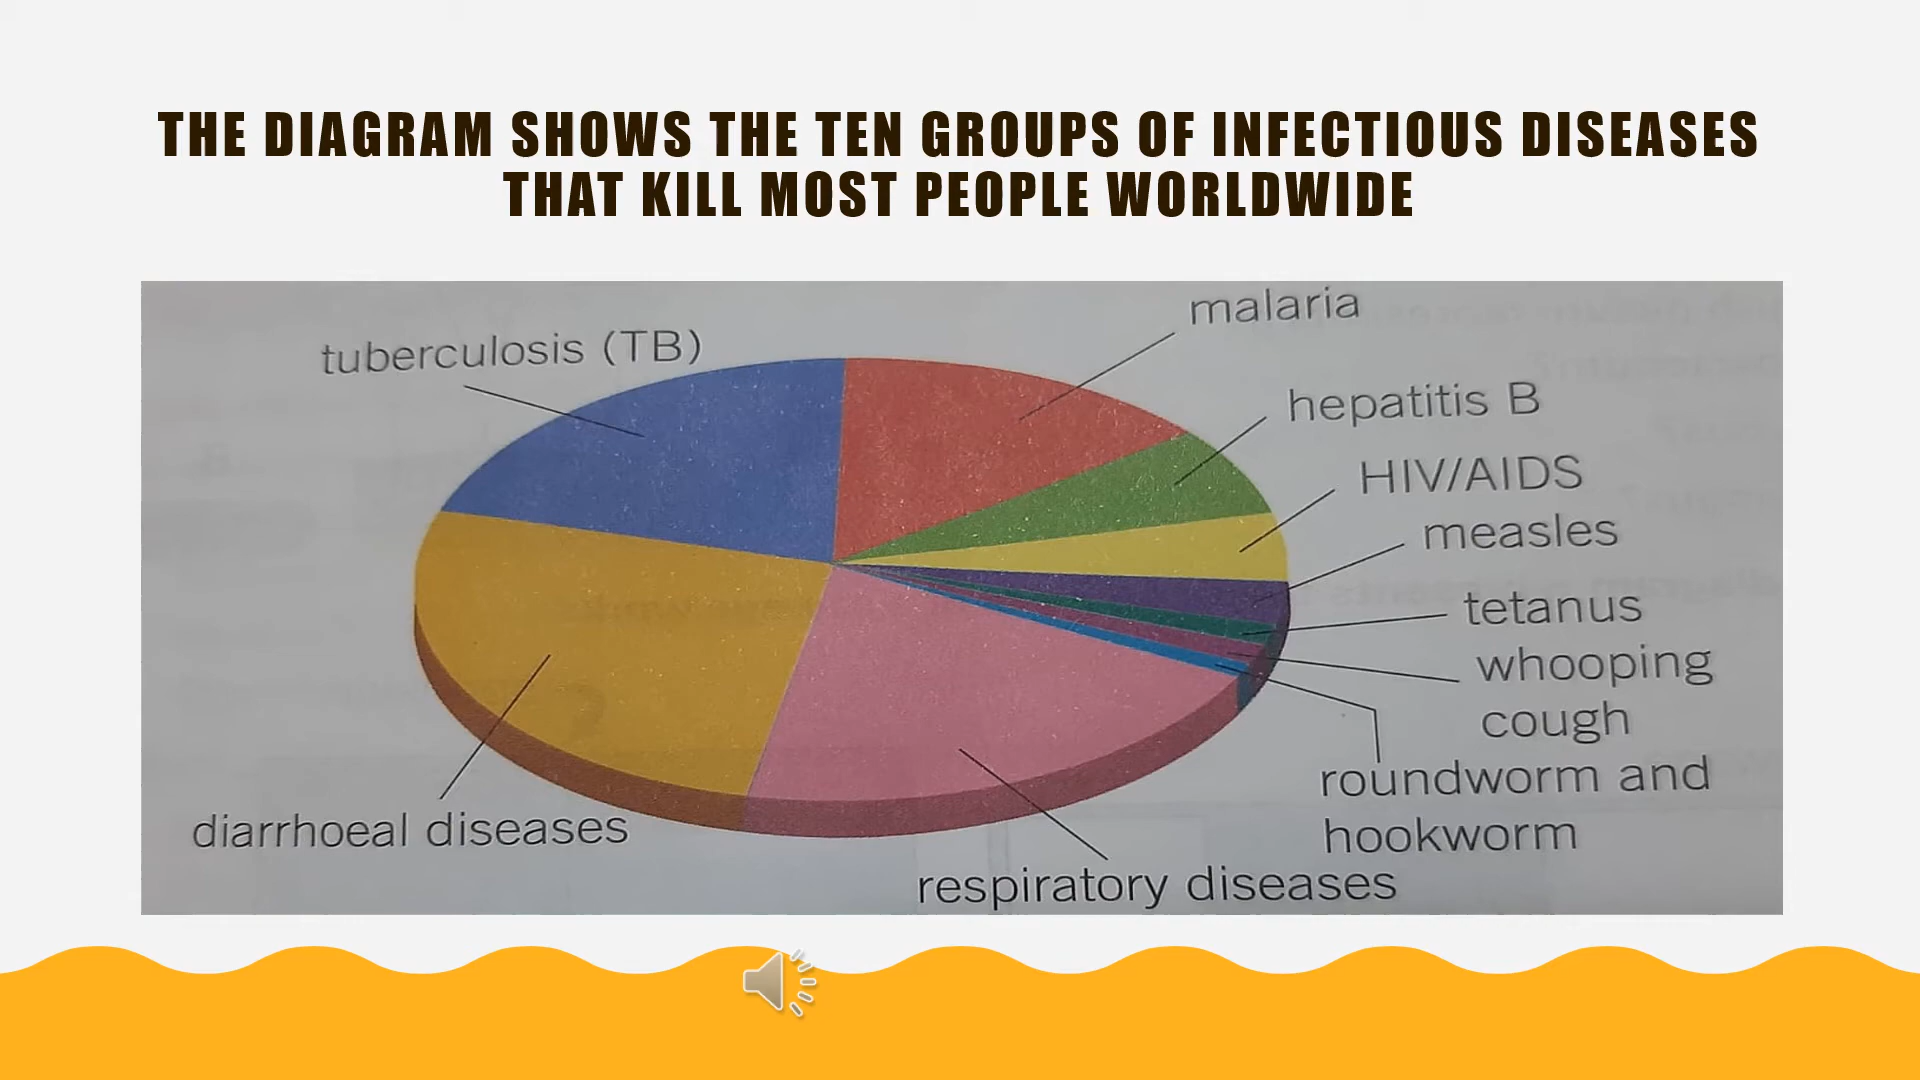 THE DIAGRAM SHOWS THE TEN GROUPS OF INFECTIOUS DISEASES
THAT KILL MOST PEOPLE WORLDWIDE
malaria
tuberculosis (TB)
hepatitis B
HIV/AIDS
measles
tetanus
whooping
cough
roundworm and
hookworm
diarrhoeal diseases
respiratory diseases